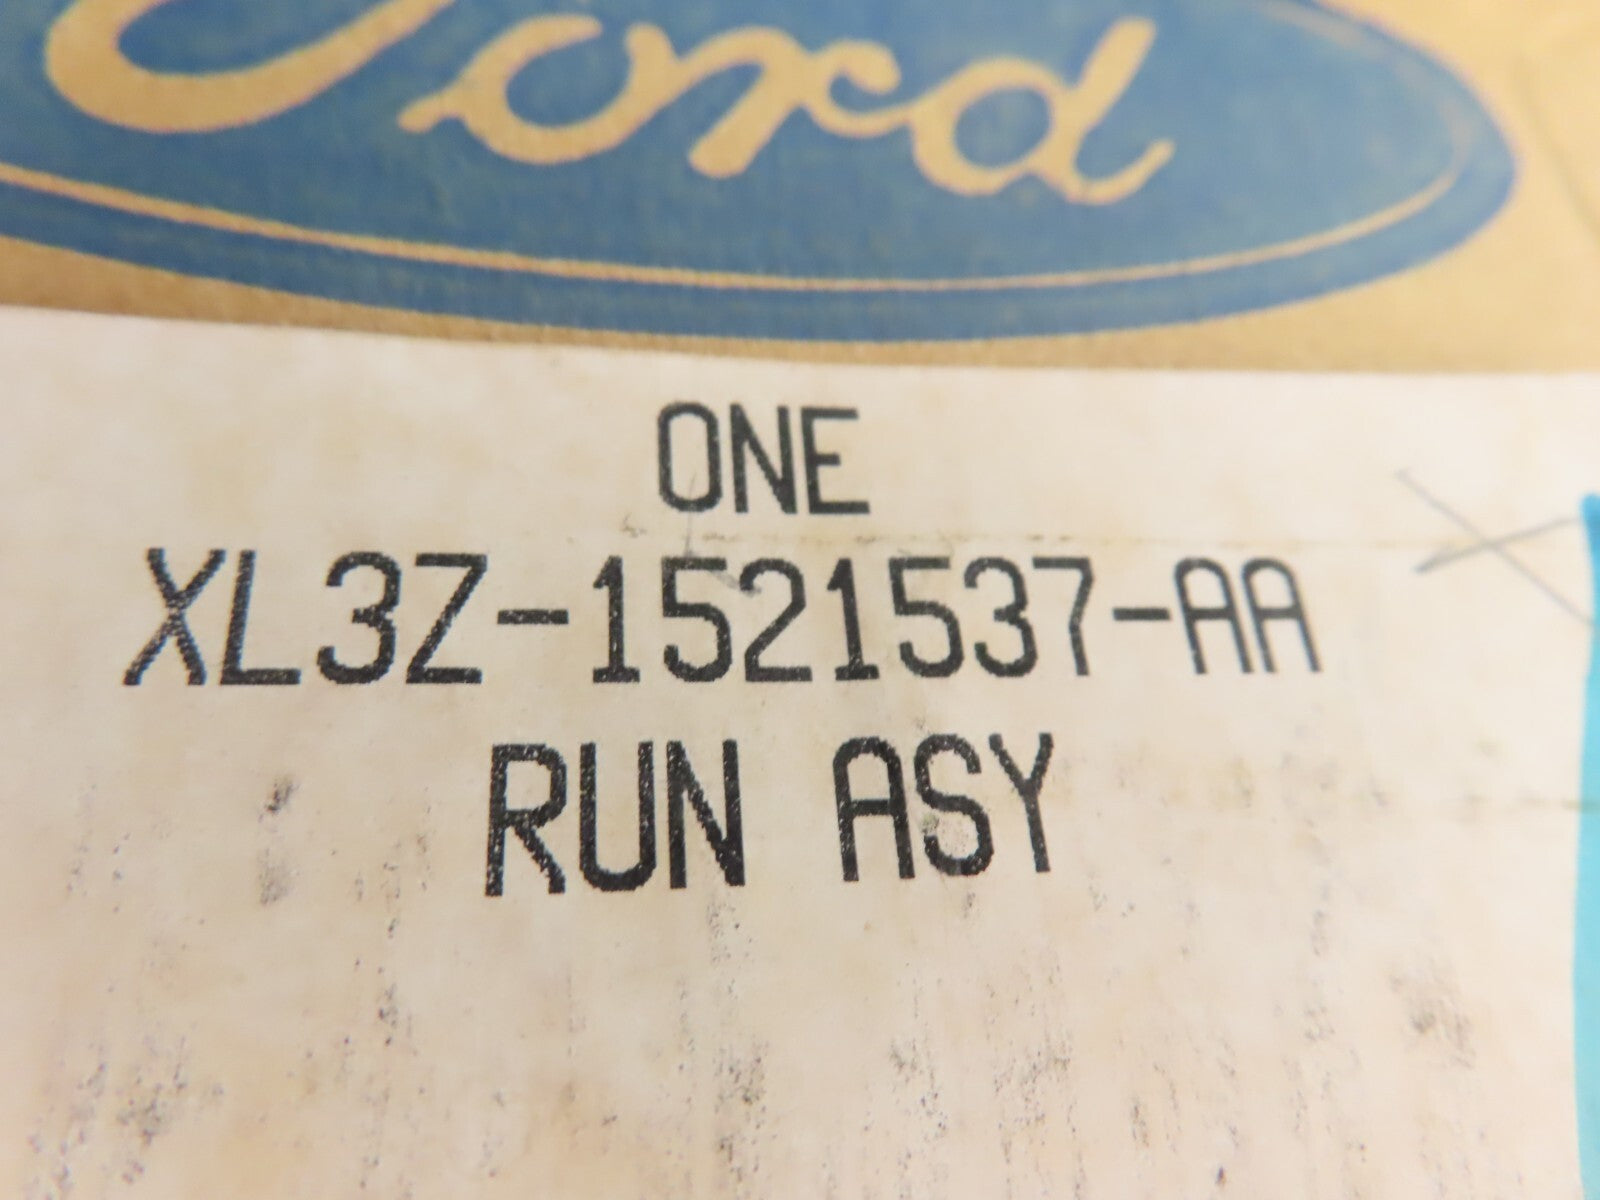 Ford
ONE
XL3Z-1521537-AA
RUN ASY